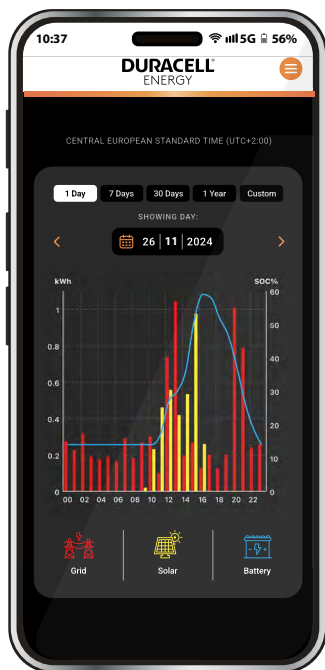 10:37 5G 56%
DURACELL®
ENERGY
CENTRAL EUROPEAN STANDARD TIME (UTC+2:00)
1 Day 7 Days 30 Days 1 Year Custom
SHOWING DAY:
< 26 | 11 | 2024 >
kWh SOC%
60
1
50
0.8
40
0.6
30
0.4
20
0.2
10
0 0
00 02 04 06 08 10 12 14 16 18 20 22
Grid Solar Battery